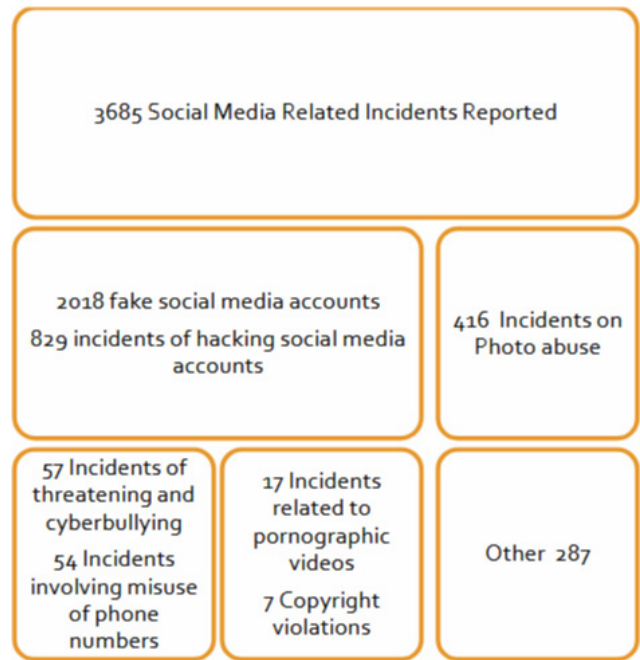 3685 Social Media Related Incidents Reported
2018 fake social media accounts
829 incidents of hacking social media
accounts
416 Incidents on
Photo abuse
57 Incidents of
threatening and
cyberbullying
54 Incidents
involving misuse
of phone
numbers
17 Incidents
related to
pornographic
videos
7 Copyright
violations
Other 287